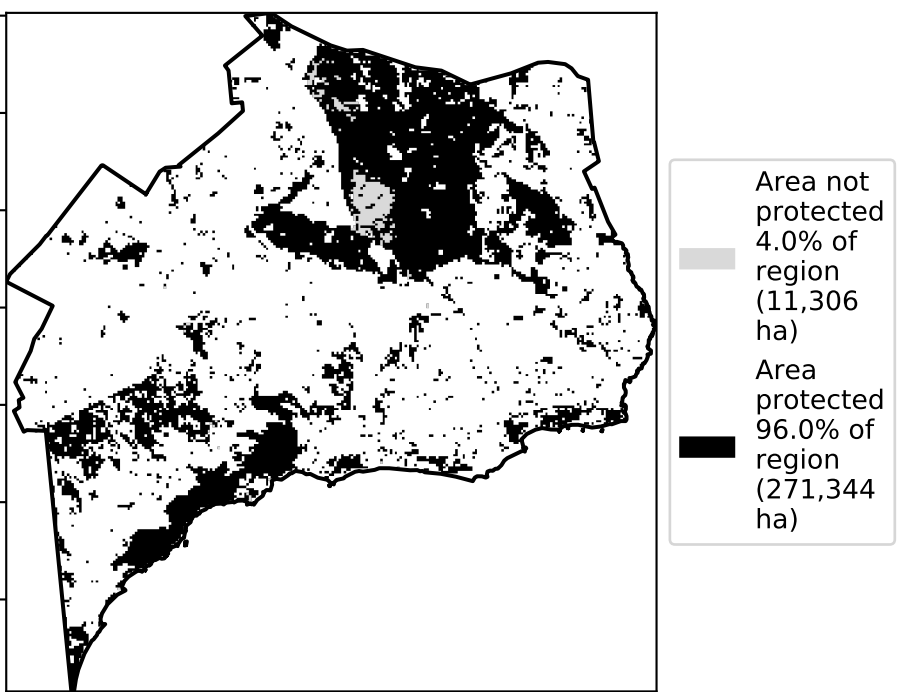 Area not
protected
4.0% of
region
(11,306
ha)
Area
protected
96.0% of
region
(271,344
ha)